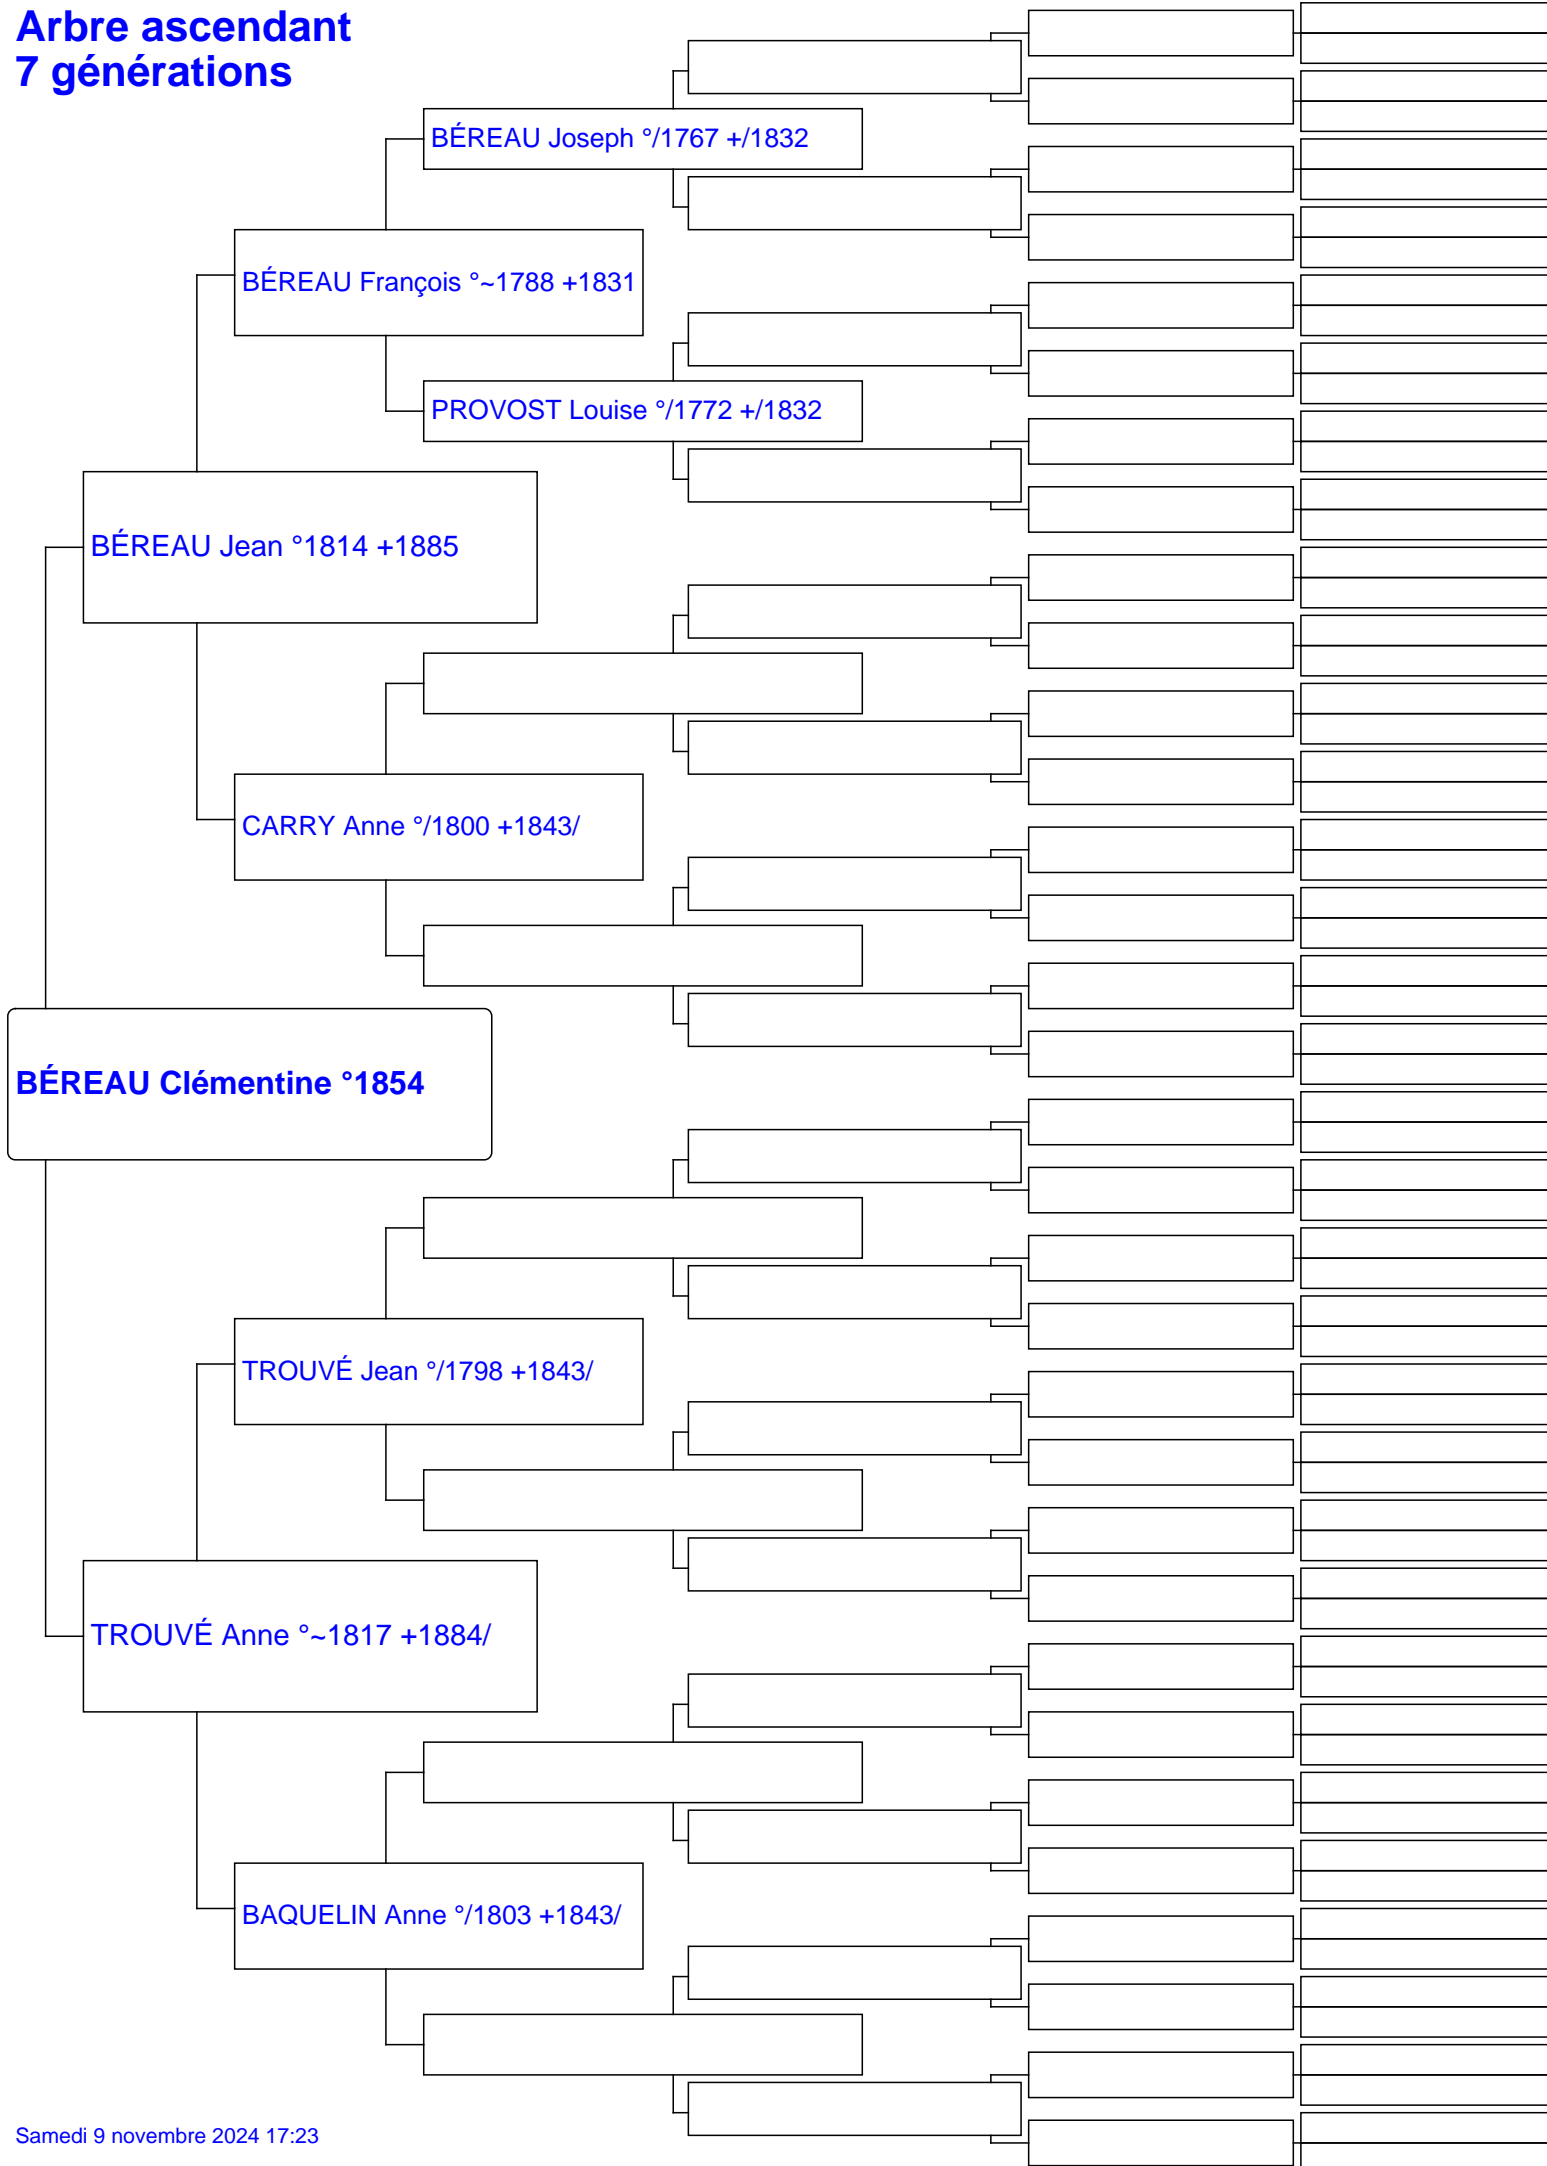 Arbre ascendant
7 générations
BÉREAU Joseph °/1767 +/1832
BÉREAU François °~1788 +1831
PROVOST Louise °/1772 +/1832
BÉREAU Jean °1814 +1885
CARRY Anne °/1800 +1843/
BÉREAU Clémentine °1854
TROUVÉ Jean °/1798 +1843/
TROUVÉ Anne °~1817 +1884/
BAQUELIN Anne °/1803 +1843/
Samedi 9 novembre 2024 17:23